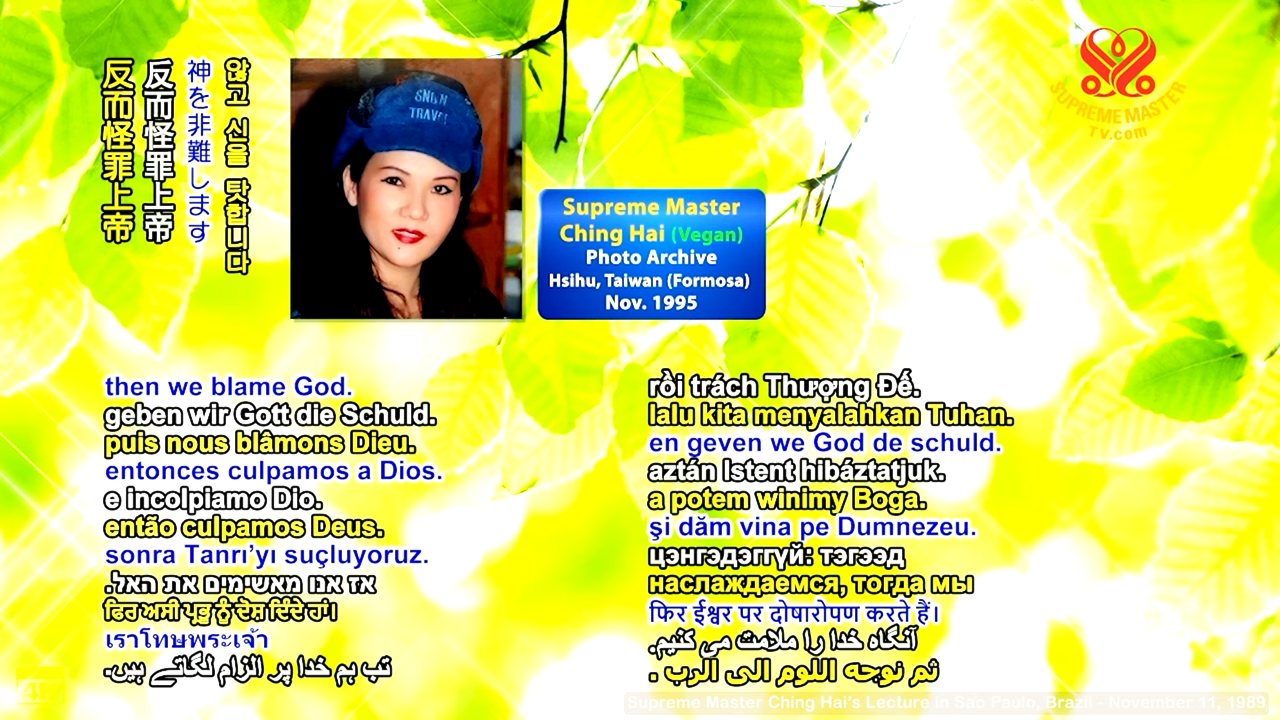 反而怪罪上帝
反而怪罪上帝
神を非難します
않고 신을 탓합니다
TRAVEL
SUPREME MASTER
TV.com
Supreme Master
Ching Hai (Vegan)
Photo Archive
Hsihu, Taiwan (Formosa)
Nov. 1995
then we blame God.
geben wir Gott die Schuld.
puis nous blâmons Dieu.
entonces culpamos a Dios.
e incolpiamo Dio.
então culpamos Deus.
sonra Tanrı’yı suçluyoruz.
אז אנו מאשימים את האל.
ਫਿਰ ਅਸੀ ਪ੍ਰਭੂ ਨੂੰ ਦੋਸ਼ ਦਿੰਦੇ ਹਾਂ।
เราโทษพระเจ้า
تب ہم خدا پر الزام لگاتے ہیں.
rồi trách Thượng Đế.
lalu kita menyalahkan Tuhan.
en geven we God de schuld.
aztán Istent hibáztatjuk.
a potem winimy Boga.
şi dăm vina pe Dumnezeu.
цэнгэдэггүй: тэгээд
наслаждаемся, тогда мы
फिर ईश्वर पर दोषारोपण करते हैं।
آنگاه خدا را ملامت می کنیم.
ثم نوجه اللوم الى الرب .
Supreme Master Ching Hai's Lecture in Sao Paulo, Brazil - November 11, 1989